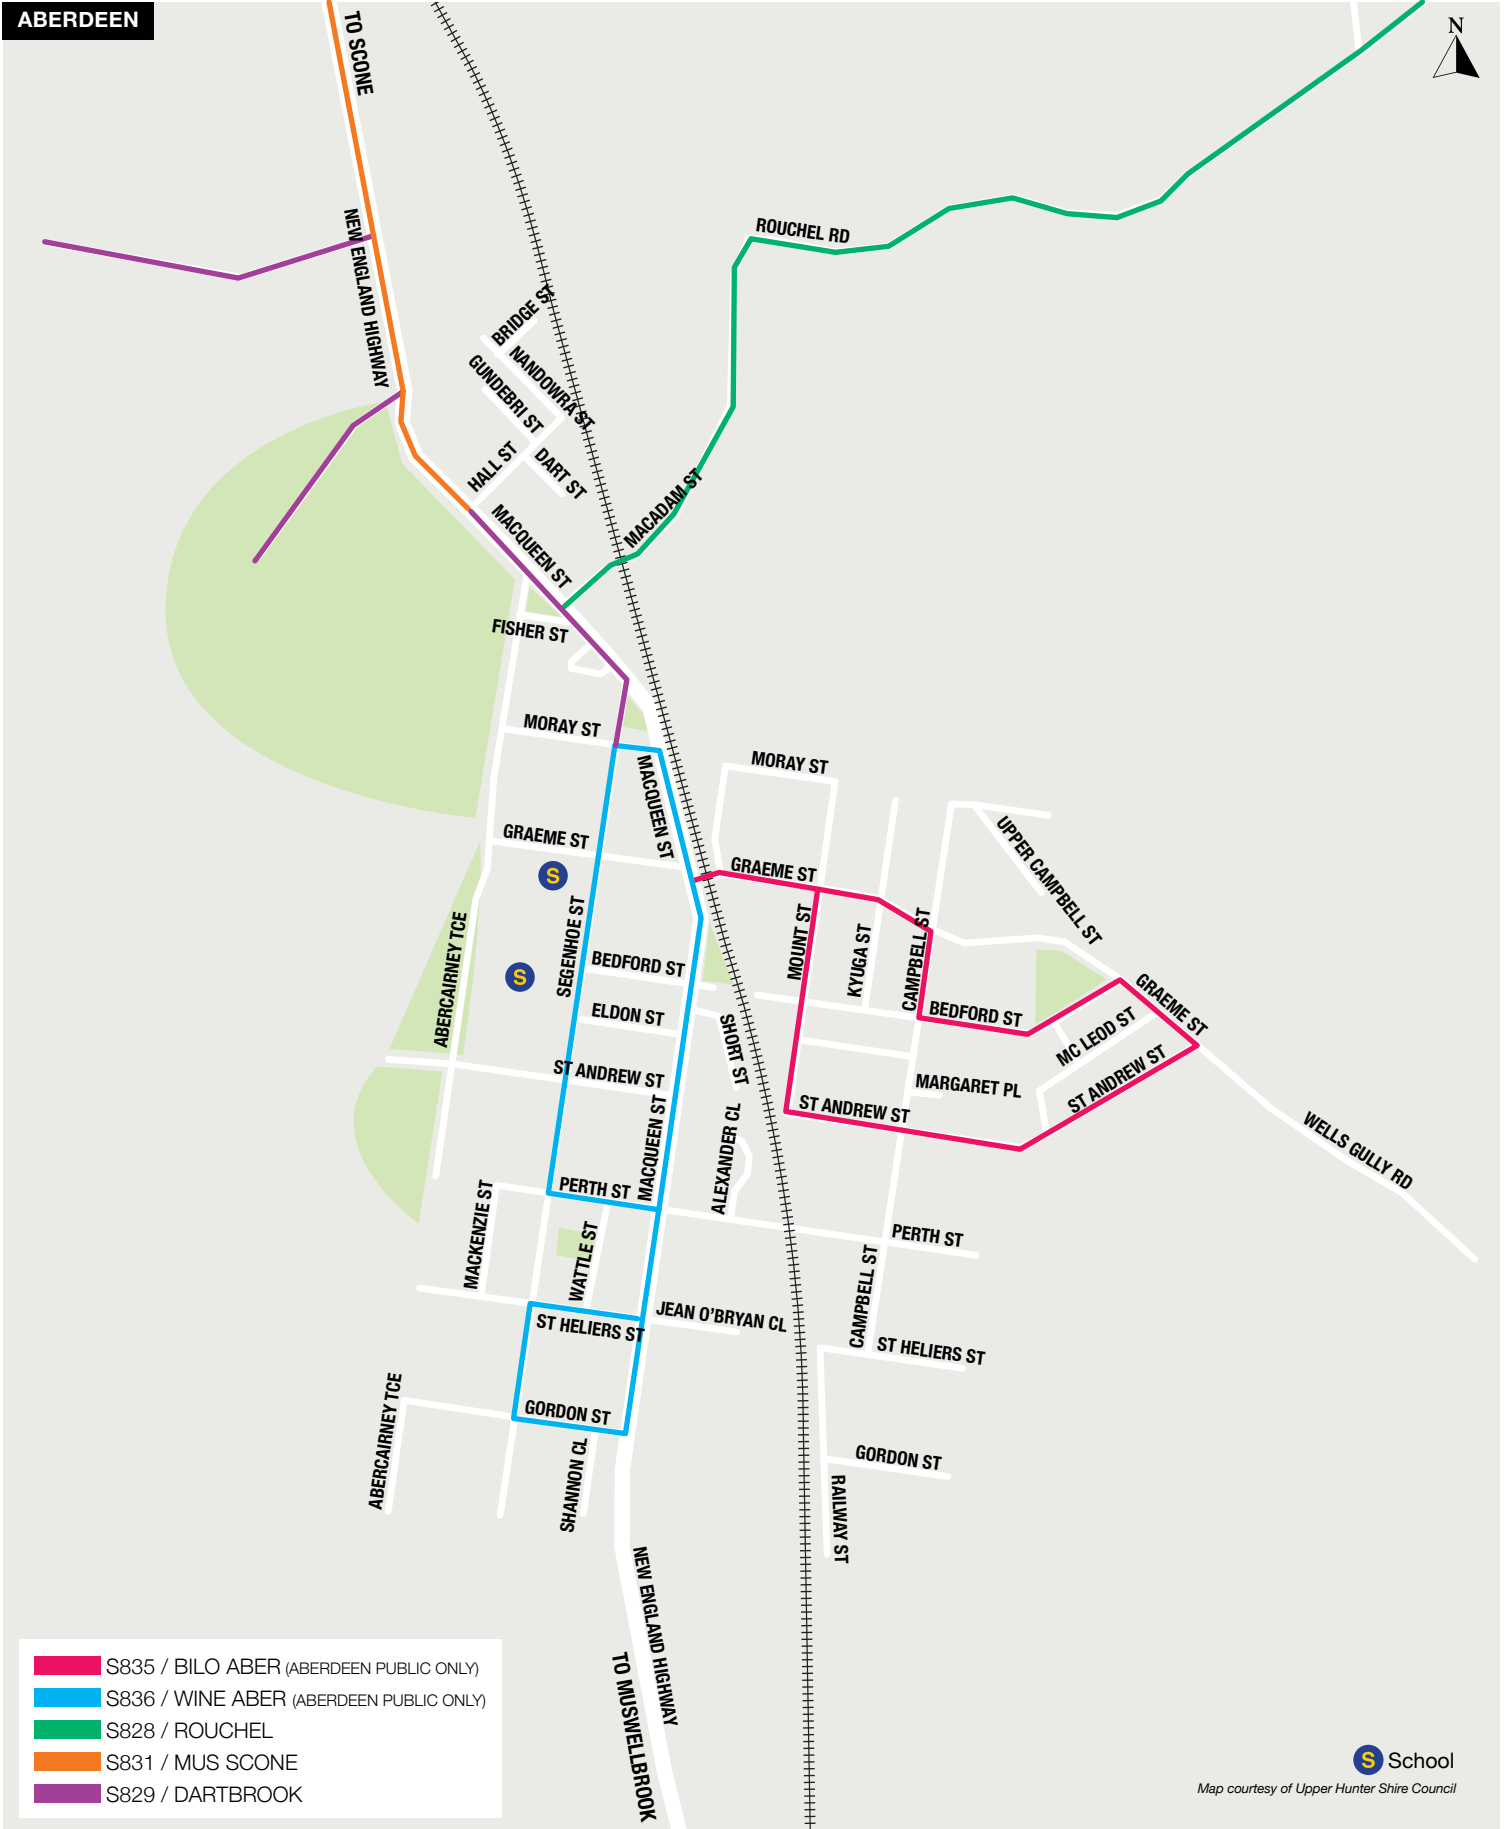 ABERDEEN
TO SCONE
N
ROUCHEL RD
NEW ENGLAND HIGHWAY
BRIDGE ST
NANDOWRA ST
GUNDEBRI ST
HALL ST
DART ST
MACADAM ST
MACQUEEN ST
FISHER ST
MORAY ST
MORAY ST
MACQUEEN ST
GRAEME ST
GRAEME ST
UPPER CAMPBELL ST
S
SEGENHOE ST
MOUNT ST
KYUGA ST
CAMPBELL ST
ABERCAIRNEY TCE
BEDFORD ST
S
GRAEME ST
BEDFORD ST
ELDON ST
SHORT ST
MC LEOD ST
ST ANDREW ST
ST ANDREW ST
MARGARET PL
ST ANDREW ST
MACQUEEN ST
ALEXANDER CL
WELLS GULLY RD
PERTH ST
MACKENZIE ST
WATTLE ST
PERTH ST
CAMPBELL ST
JEAN O'BRYAN CL
ST HELIERS ST
ST HELIERS ST
ABERCAIRNEY TCE
GORDON ST
SHANNON CL
GORDON ST
RAILWAY ST
NEW ENGLAND HIGHWAY
TO MUSWELLBROOK
S835 / BILO ABER (ABERDEEN PUBLIC ONLY)
S836 / WINE ABER (ABERDEEN PUBLIC ONLY)
S828 / ROUCHEL
S831 / MUS SCONE
S829 / DARTBROOK
S School
Map courtesy of Upper Hunter Shire Council